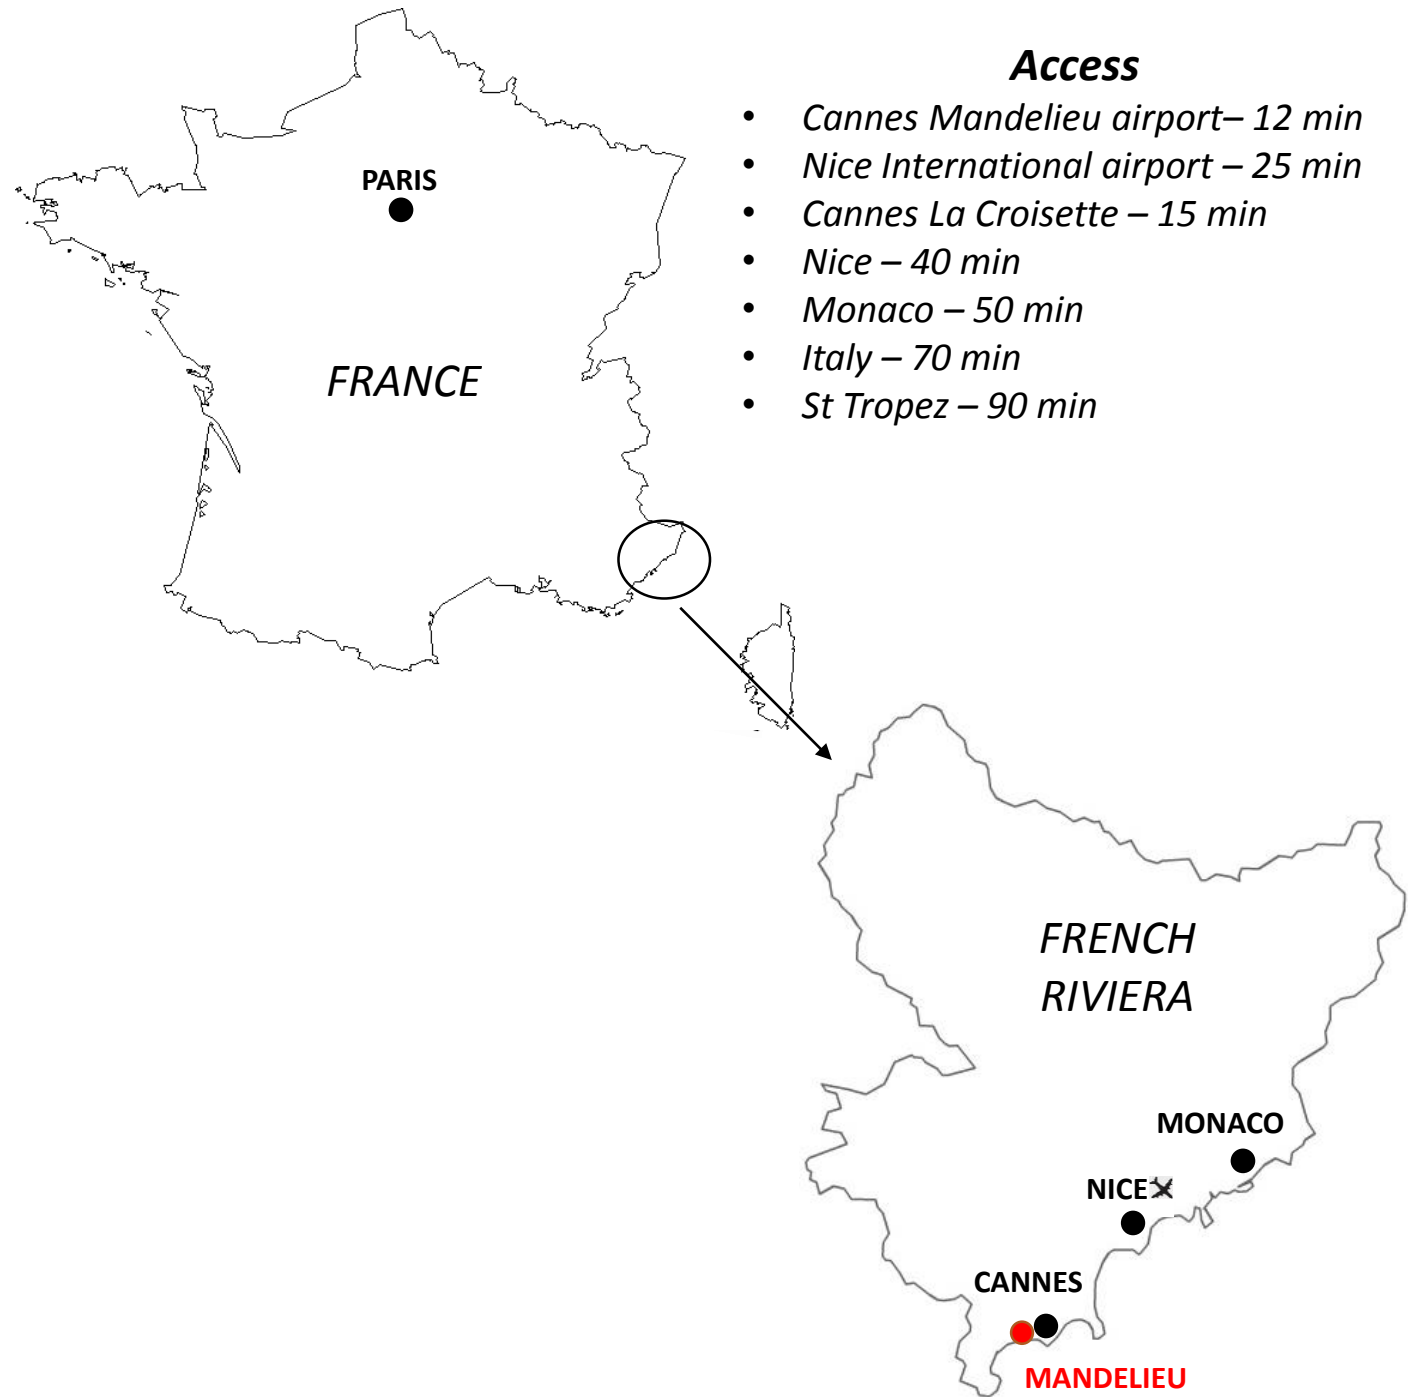 Access
• Cannes Mandelieu airport– 12 min
• Nice International airport – 25 min
• Cannes La Croisette – 15 min
• Nice – 40 min
• Monaco – 50 min
• Italy – 70 min
• St Tropez – 90 min
PARIS
FRANCE
FRENCH
RIVIERA
MONACO
NICE
CANNES
MANDELIEU